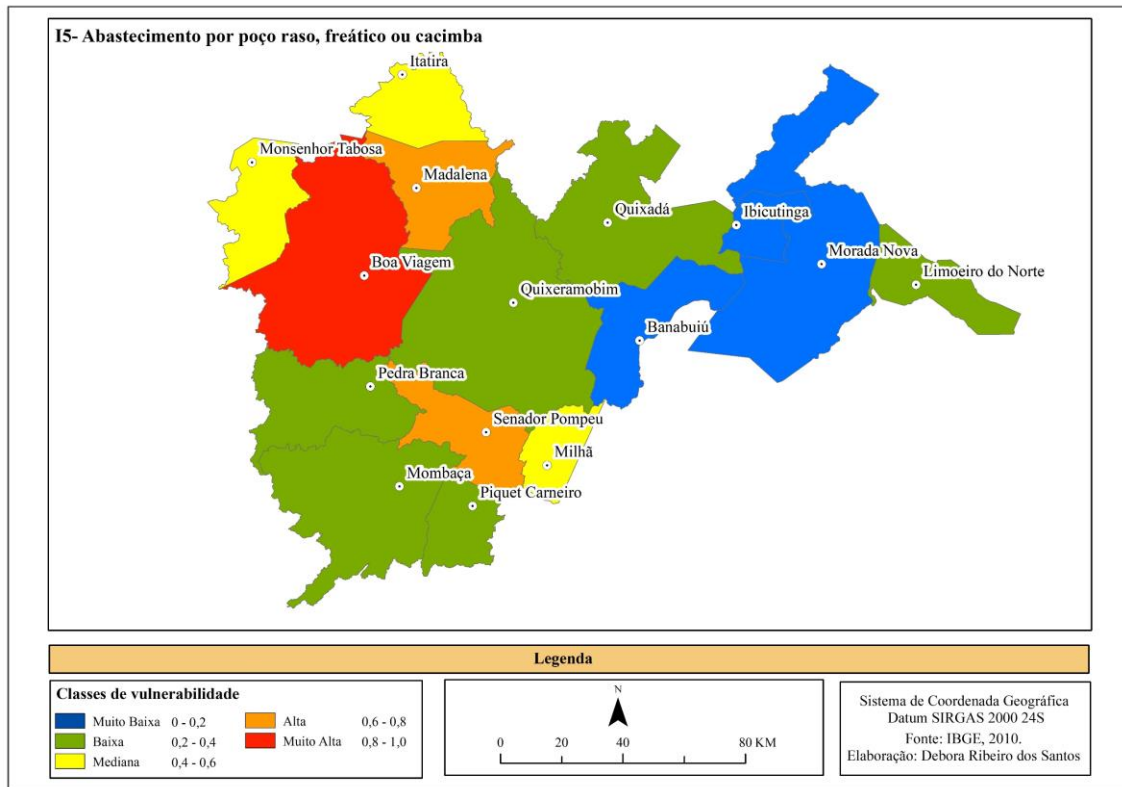 I5- Abastecimento por poço raso, freático ou cacimba
Itatira
Monsenhor Tabosa
Madalena
Quixadá
Ibicutinga
Morada Nova
Boa Viagem
Limoeiro do Norte
Quixeramobim
Banabuiú
Pedra Branca
Senador Pompeu
Milhã
Mombaça
Piquet Carneiro
Legenda
Classes de vulnerabilidade
Muito Baixa 0 - 0,2
Baixa 0,2 - 0,4
Mediana 0,4 - 0,6
Alta 0,6 - 0,8
Muito Alta 0,8 - 1,0
N
0 20 40 80 KM
Sistema de Coordenada Geográfica
Datum SIRGAS 2000 24S
Fonte: IBGE, 2010.
Elaboração: Debora Ribeiro dos Santos